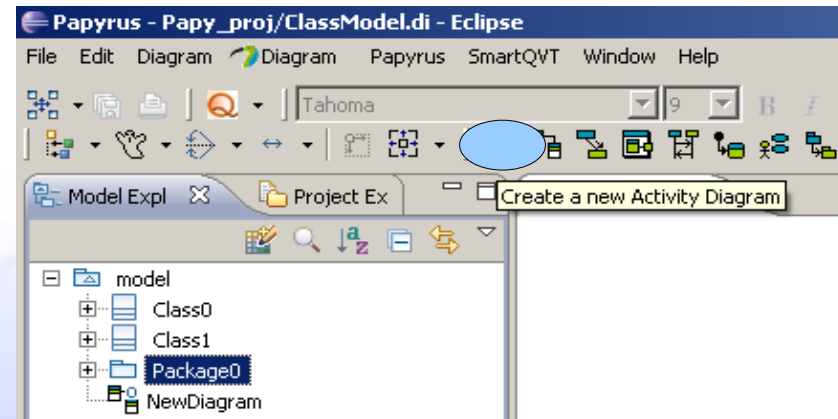 Papyrus - Papy_proj/ClassModel.di - Eclipse
File Edit Diagram Diagram Papyrus SmartQVT Window Help
Tahoma 9 B I
Model Expl Project Ex
Create a new Activity Diagram
model
Class0
Class1
Package0
NewDiagram